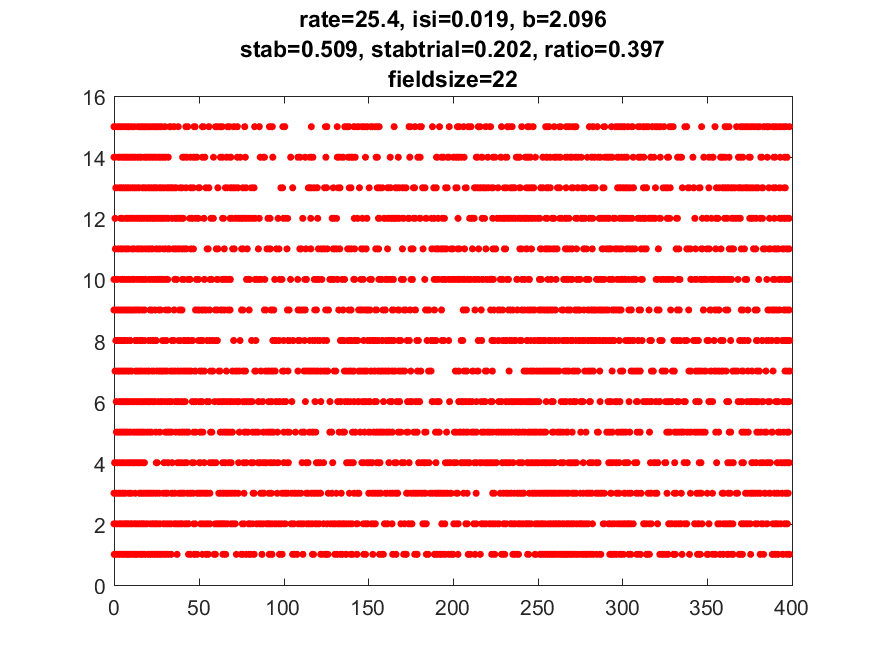 rate=25.4, isi=0.019, b=2.096
stab=0.509, stabtrial=0.202, ratio=0.397
fieldsize=22
16
14
12
10
8
6
4
2
0
0 50 100 150 200 250 300 350 400